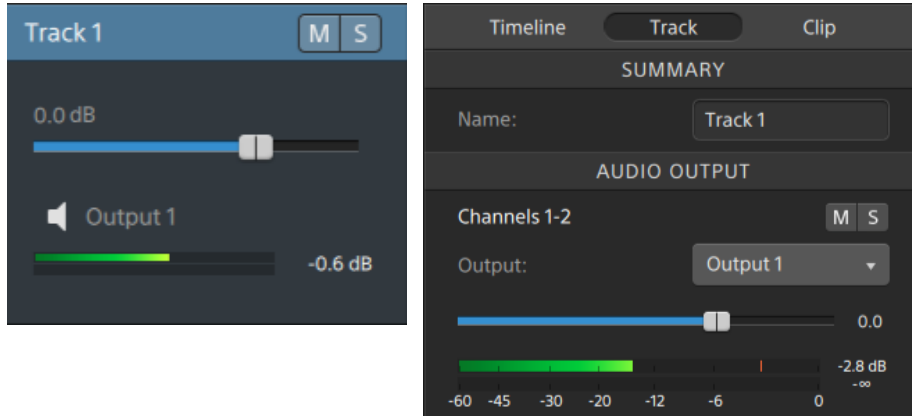 Track 1 M S
0.0 dB
Output 1
-0.6 dB
Timeline Track Clip
SUMMARY
Name: Track 1
AUDIO OUTPUT
Channels 1-2 M S
Output: Output 1
0.0
-2.8 dB
-∞
-60 -45 -30 -20 -12 -6 0